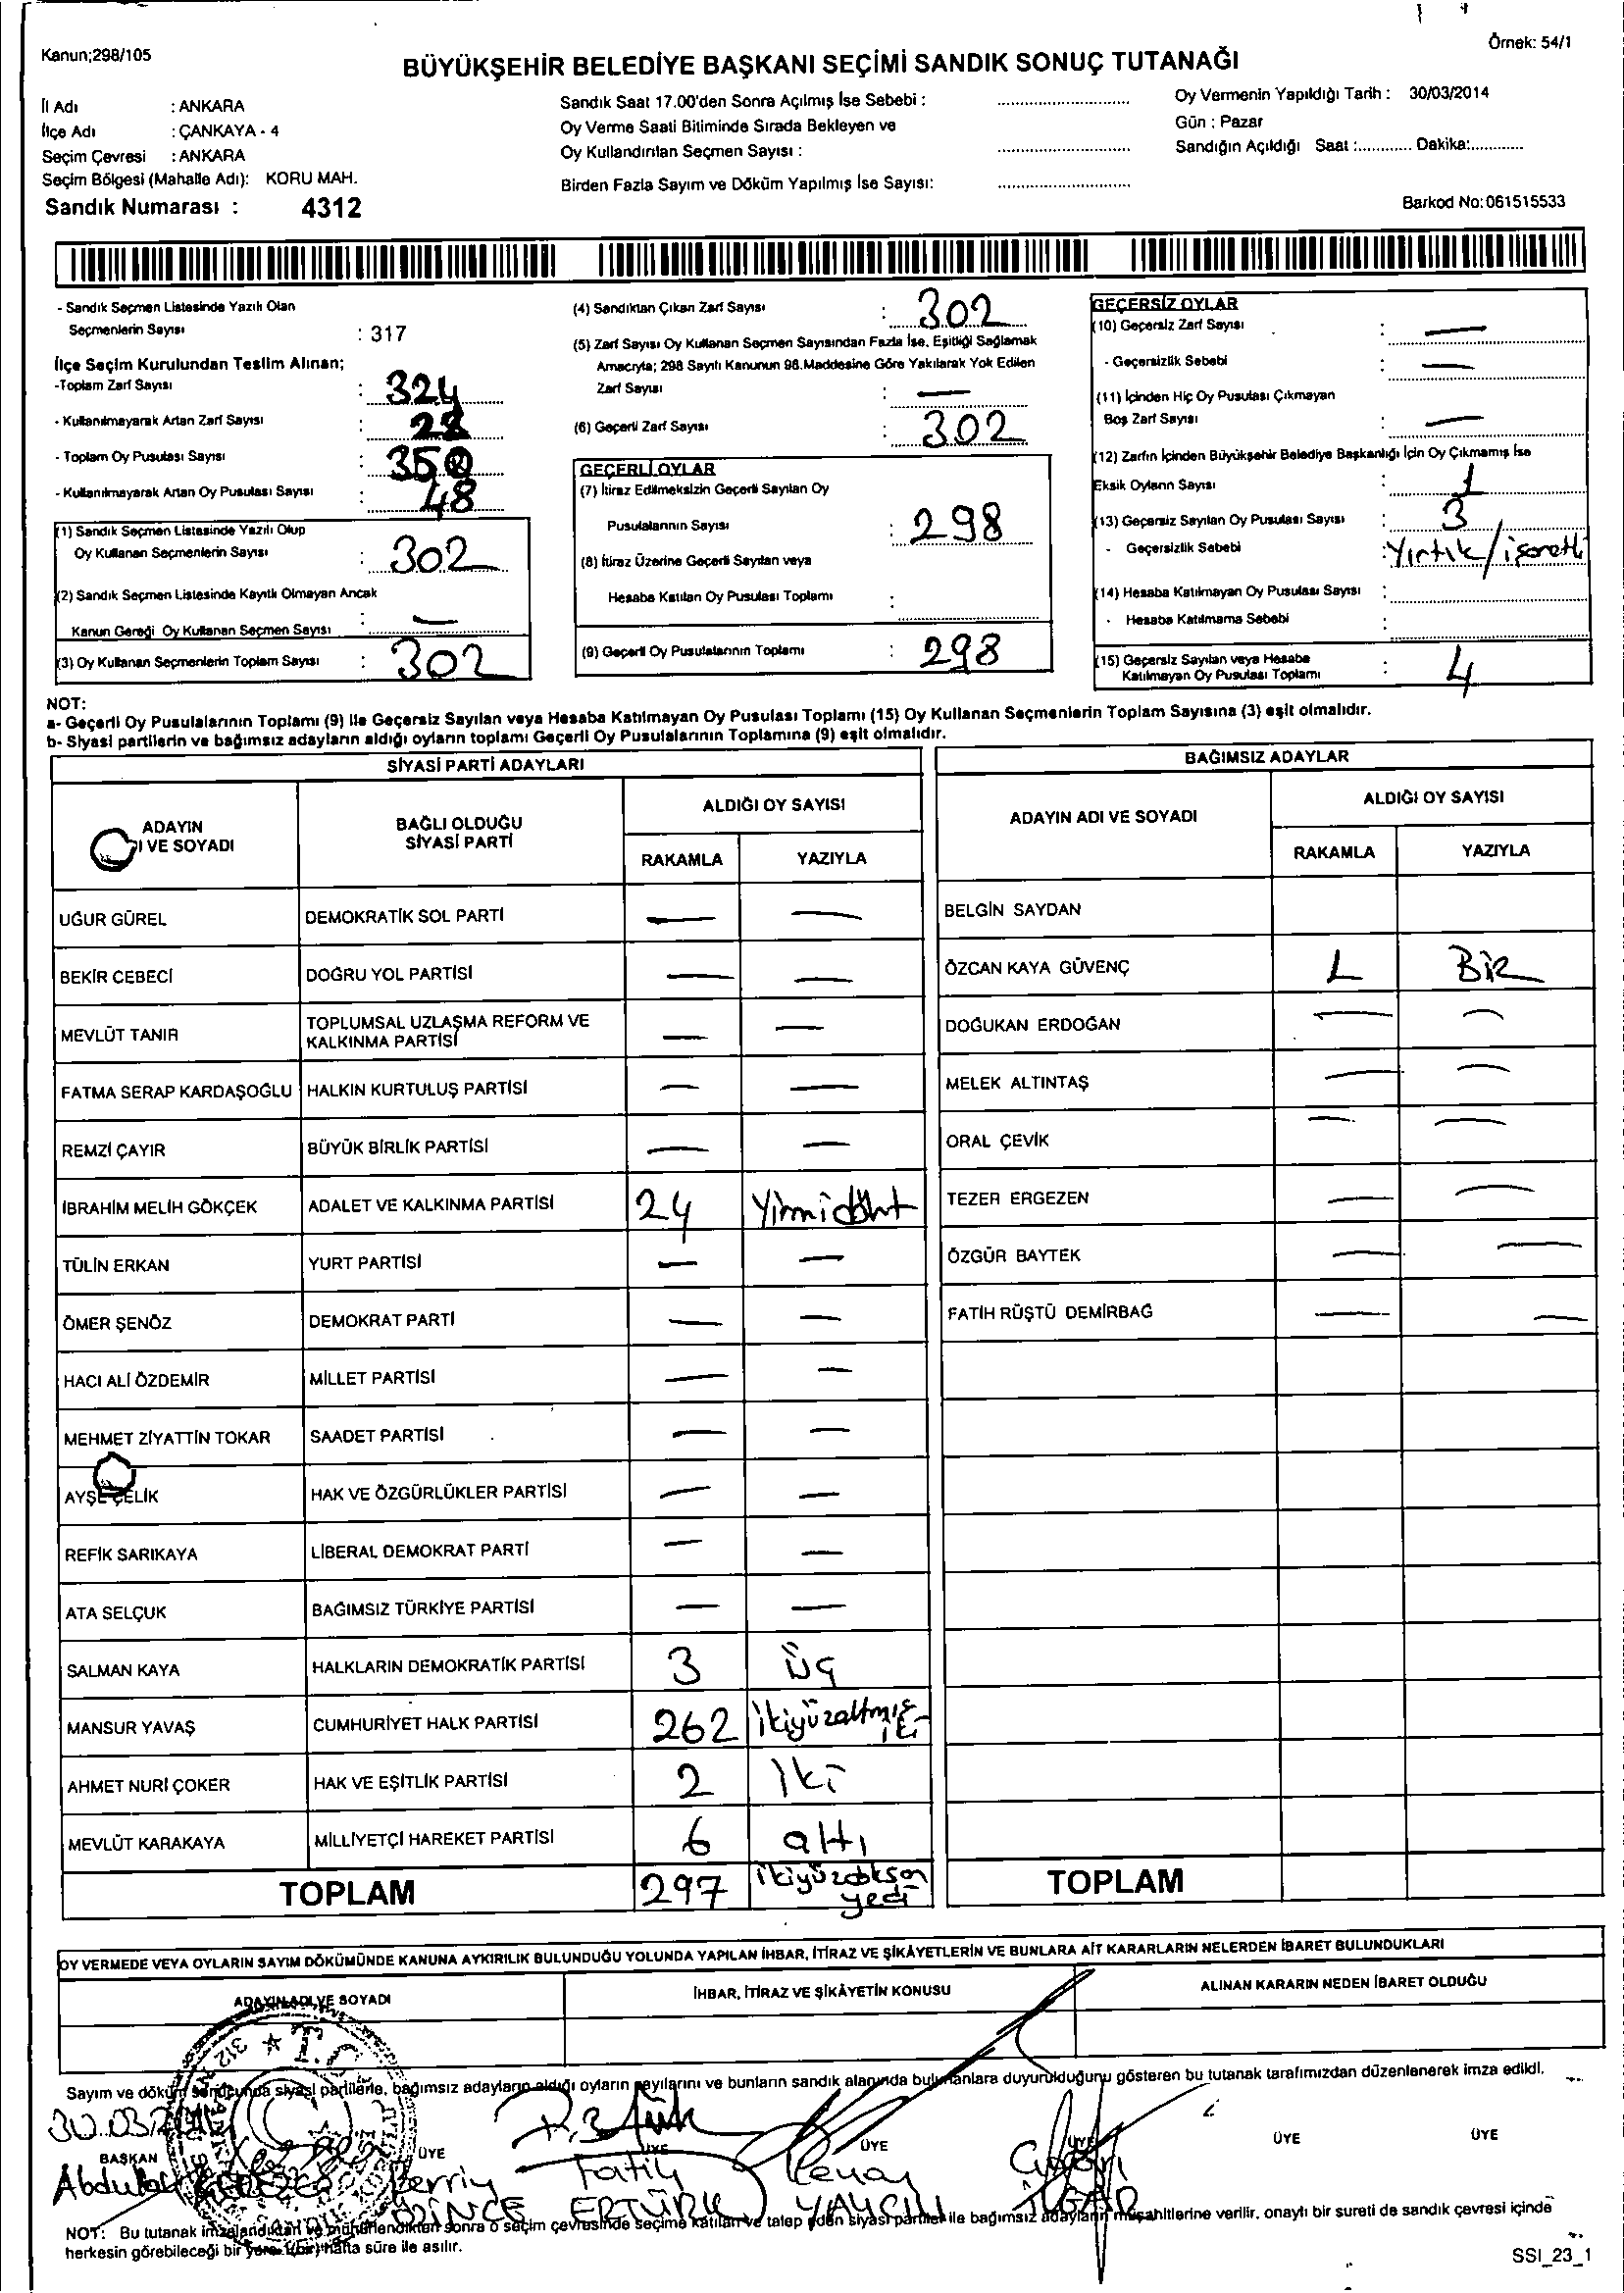 Kanun;298/105
Örnek: 54/1
BÜYÜKŞEHİR BELEDİYE BAŞKANI SEÇİMİ SANDIK SONUÇ TUTANAĞI
İl Adı : ANKARA
İlçe Adı : ÇANKAYA - 4
Seçim Çevresi : ANKARA
Seçim Bölgesi (Mahalle Adı): KORU MAH.
Sandık Numarası : 4312
Sandık Saat 17.00'den Sonra Açılmış İse Sebebi :
Oy Verme Saati Bitiminde Sırada Bekleyen ve
Oy Kullandırılan Seçmen Sayısı :
Birden Fazla Sayım ve Döküm Yapılmış İse Sayısı:
Oy Vermenin Yapıldığı Tarih : 30/03/2014
Gün : Pazar
Sandığın Açıldığı Saat :............ Dakika:............
Barkod No:061515533
- Sandık Seçmen Listesinde Yazılı Olan
Seçmenlerin Sayısı : 317
İlçe Seçim Kurulundan Teslim Alınan;
-Toplam Zarf Sayısı : 324
- Kullanılmayarak Artan Zarf Sayısı : 22
- Toplam Oy Pusulası Sayısı : 350
- Kullanılmayarak Artan Oy Pusulası Sayısı : 48
(1) Sandık Seçmen Listesinde Yazılı Olup
Oy Kullanan Seçmenlerin Sayısı : 302
(2) Sandık Seçmen Listesinde Kayıtlı Olmayan Ancak
Kanun Gereği Oy Kullanan Seçmen Sayısı : —
(3) Oy Kullanan Seçmenlerin Toplam Sayısı : 302
(4) Sandıktan Çıkan Zarf Sayısı : 302
(5) Zarf Sayısı Oy Kullanan Seçmen Sayısından Fazla İse, Eşitliği Sağlamak
Amacıyla; 298 Sayılı Kanunun 98.Maddesine Göre Yakılarak Yok Edilen
Zarf Sayısı : —
(6) Geçerli Zarf Sayısı : 302
GEÇERLİ OYLAR
(7) İtiraz Edilmeksizin Geçerli Sayılan Oy
Pusulalarının Sayısı : 298
(8) İtiraz Üzerine Geçerli Sayılan veya
Hesaba Katılan Oy Pusulası Toplamı :
(9) Geçerli Oy Pusulalarının Toplamı : 298
GEÇERSİZ OYLAR
(10) Geçersiz Zarf Sayısı : —
- Geçersizlik Sebebi : —
(11) İçinden Hiç Oy Pusulası Çıkmayan
Boş Zarf Sayısı : —
(12) Zarfın İçinden Büyükşehir Belediye Başkanlığı İçin Oy Çıkmamış İse
Eksik Oyların Sayısı : 1
(13) Geçersiz Sayılan Oy Pusulası Sayısı : 3
- Geçersizlik Sebebi : Yırtık/işaretli
(14) Hesaba Katılmayan Oy Pusulası Sayısı :
- Hesaba Katılmama Sebebi :
(15) Geçersiz Sayılan veya Hesaba
Katılmayan Oy Pusulası Toplamı : 4
NOT:
a- Geçerli Oy Pusulalarının Toplamı (9) ile Geçersiz Sayılan veya Hesaba Katılmayan Oy Pusulası Toplamı (15) Oy Kullanan Seçmenlerin Toplam Sayısına (3) eşit olmalıdır.
b- Siyasi partilerin ve bağımsız adayların aldığı oyların toplamı Geçerli Oy Pusulalarının Toplamına (9) eşit olmalıdır.
SİYASİ PARTİ ADAYLARI
ADAYIN
I VE SOYADI
BAĞLI OLDUĞU
SİYASİ PARTİ
ALDIĞI OY SAYISI
RAKAMLA YAZIYLA
UĞUR GÜREL DEMOKRATİK SOL PARTİ — —
BEKİR CEBECİ DOĞRU YOL PARTİSİ — —
MEVLÜT TANIR TOPLUMSAL UZLAŞMA REFORM VE
KALKINMA PARTİSİ — —
FATMA SERAP KARDAŞOĞLU HALKIN KURTULUŞ PARTİSİ — —
REMZİ ÇAYIR BÜYÜK BİRLİK PARTİSİ — —
İBRAHİM MELİH GÖKÇEK ADALET VE KALKINMA PARTİSİ 24 Yirmidört
TÜLİN ERKAN YURT PARTİSİ — —
ÖMER ŞENÖZ DEMOKRAT PARTİ — —
HACI ALİ ÖZDEMİR MİLLET PARTİSİ — —
MEHMET ZİYATTİN TOKAR SAADET PARTİSİ — —
AYŞE ÇELİK HAK VE ÖZGÜRLÜKLER PARTİSİ — —
REFİK SARIKAYA LİBERAL DEMOKRAT PARTİ — —
ATA SELÇUK BAĞIMSIZ TÜRKİYE PARTİSİ — —
SALMAN KAYA HALKLARIN DEMOKRATİK PARTİSİ 3 üç
MANSUR YAVAŞ CUMHURİYET HALK PARTİSİ 262 ikiyüzaltmış
iki
AHMET NURİ ÇOKER HAK VE EŞİTLİK PARTİSİ 2 İki
MEVLÜT KARAKAYA MİLLİYETÇİ HAREKET PARTİSİ 6 altı
TOPLAM 297 ikiyüzdoksan
yedi
BAĞIMSIZ ADAYLAR
ADAYIN ADI VE SOYADI
ALDIĞI OY SAYISI
RAKAMLA YAZIYLA
BELGİN SAYDAN
ÖZCAN KAYA GÜVENÇ 1 BİR
DOĞUKAN ERDOĞAN — —
MELEK ALTINTAŞ — —
ORAL ÇEVİK — —
TEZER ERGEZEN — —
ÖZGÜR BAYTEK — —
FATİH RÜŞTÜ DEMİRBAĞ — —
TOPLAM
OY VERMEDE VEYA OYLARIN SAYIM DÖKÜMÜNDE KANUNA AYKIRILIK BULUNDUĞU YOLUNDA YAPILAN İHBAR, İTİRAZ VE ŞİKÂYETLERİN VE BUNLARA AİT KARARLARIN NELERDEN İBARET BULUNDUKLARI
ADAYIN ADI VE SOYADI
İHBAR, İTİRAZ VE ŞİKÂYETİN KONUSU
ALINAN KARARIN NEDEN İBARET OLDUĞU
Sayım ve döküm sonucunda siyasi partilerle, bağımsız adayların aldığı oyların sayılarını ve bunların sandık alanında bulunanlara duyurulduğunu gösteren bu tutanak tarafımızdan düzenlenerek imza edildi.
BAŞKAN ÜYE ÜYE ÜYE ÜYE ÜYE ÜYE
Abdullah Fatih
ERTÜRK YALÇIN
NOT: Bu tutanak imzalandıktan ve mühürlendikten sonra o seçim çevresinde seçime katılan ve talep eden siyasi partiler ile bağımsız adayların müşahitlerine verilir, onaylı bir sureti de sandık çevresi içinde
herkesin görebileceği bir yere 1(bir) hafta süre ile asılır.
SSI_23_1